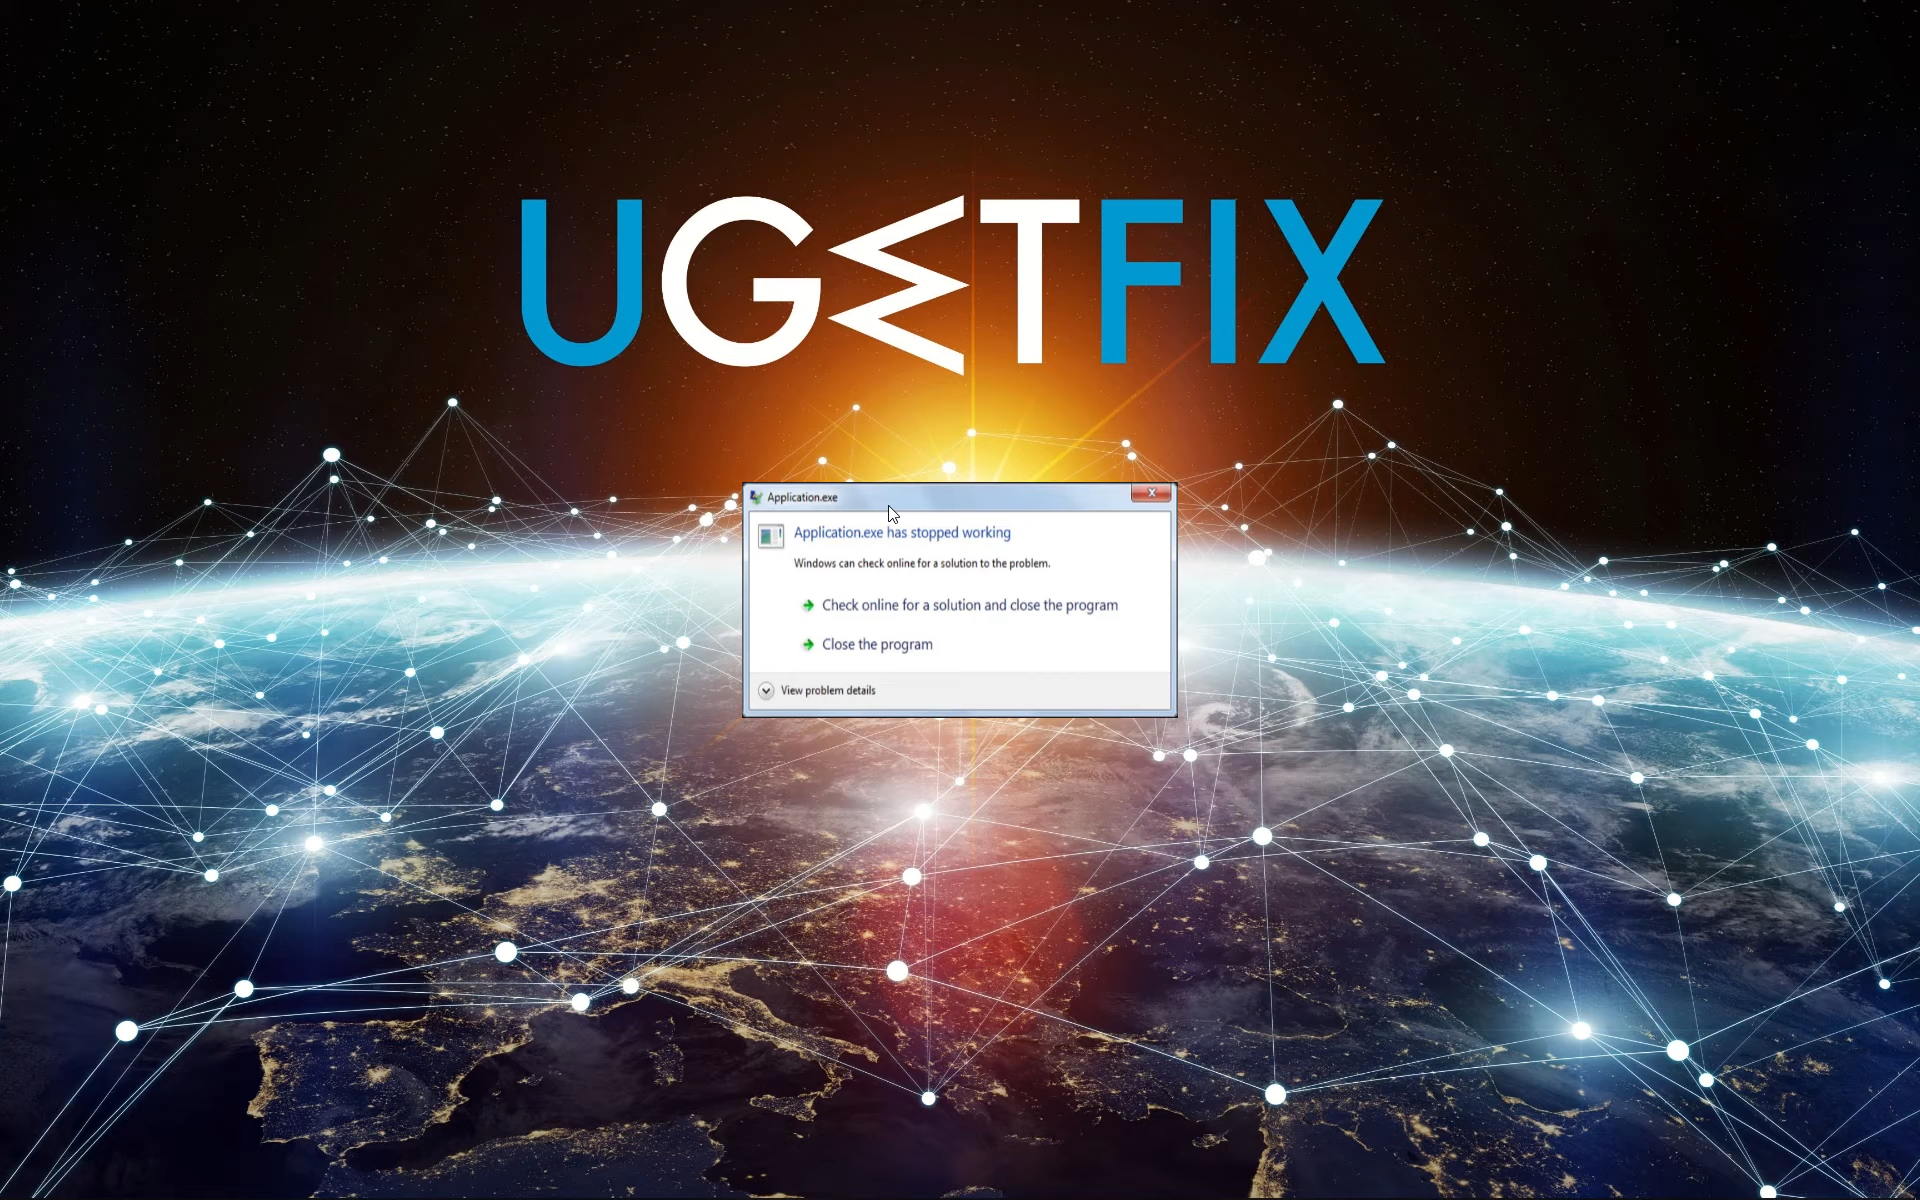 UGETFIX
Application.exe
X
Application.exe has stopped working
Windows can check online for a solution to the problem.
Check online for a solution and close the program
Close the program
View problem details